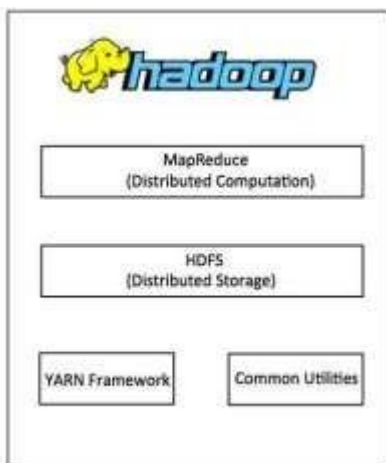 hadoop
MapReduce
(Distributed Computation)
HDFS
(Distributed Storage)
YARN Framework
Common Utilities